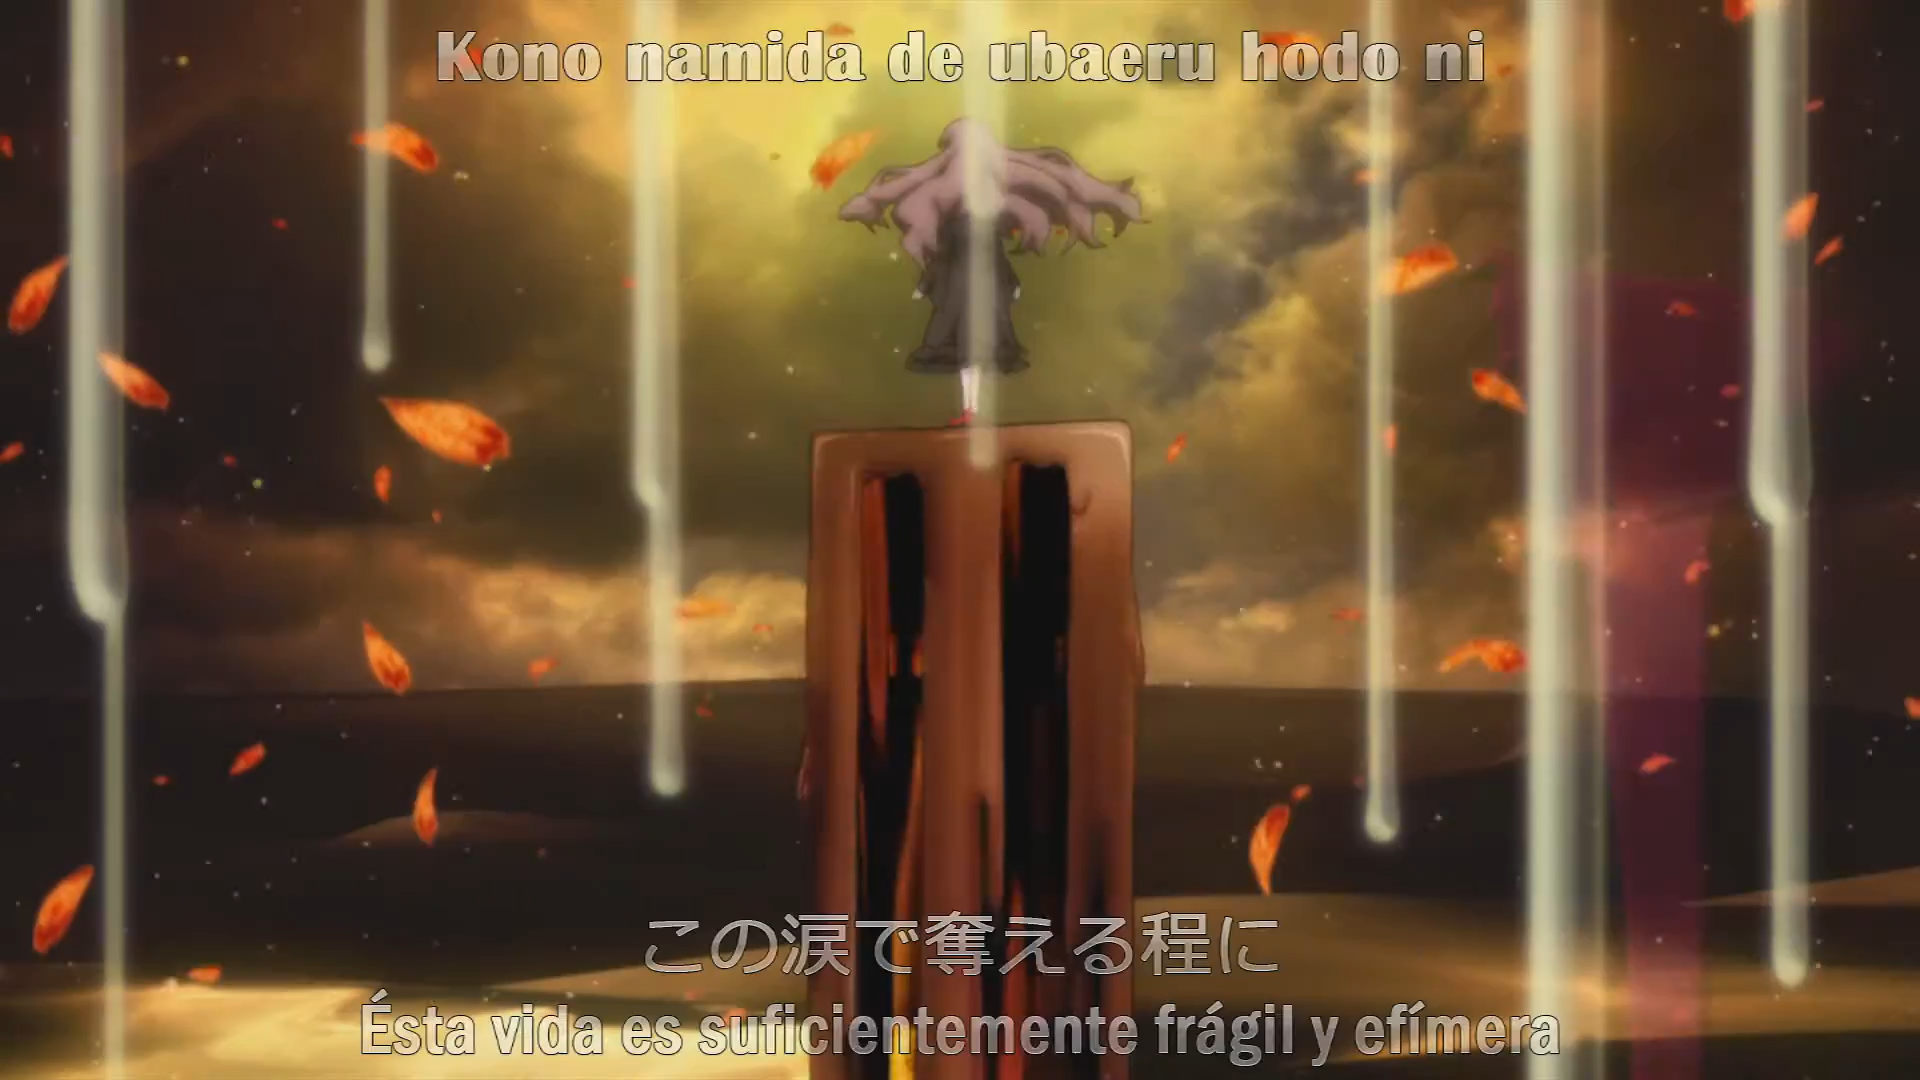 Kono namida de ubaeru hodo ni
この涙で奪える程に
Ésta vida es suficientemente frágil y efímera